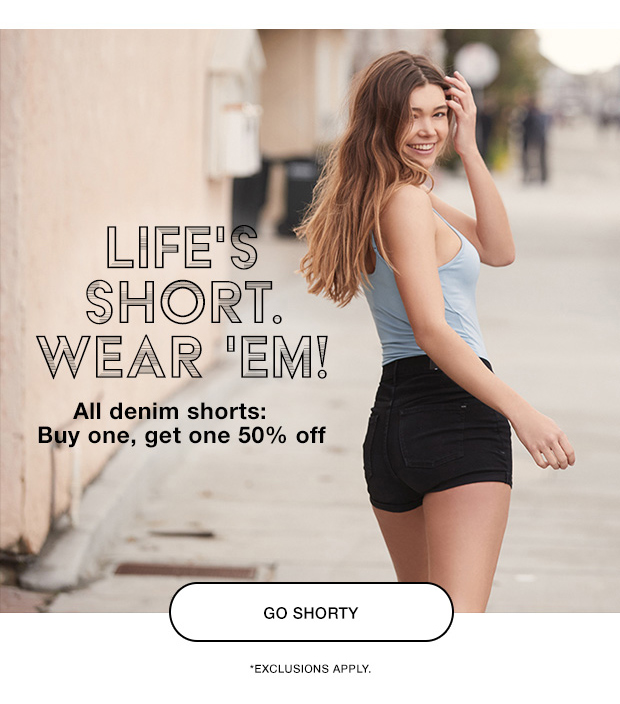 LIFE'S
SHORT.
WEAR 'EM!
All denim shorts:
Buy one, get one 50% off
GO SHORTY
*EXCLUSIONS APPLY.